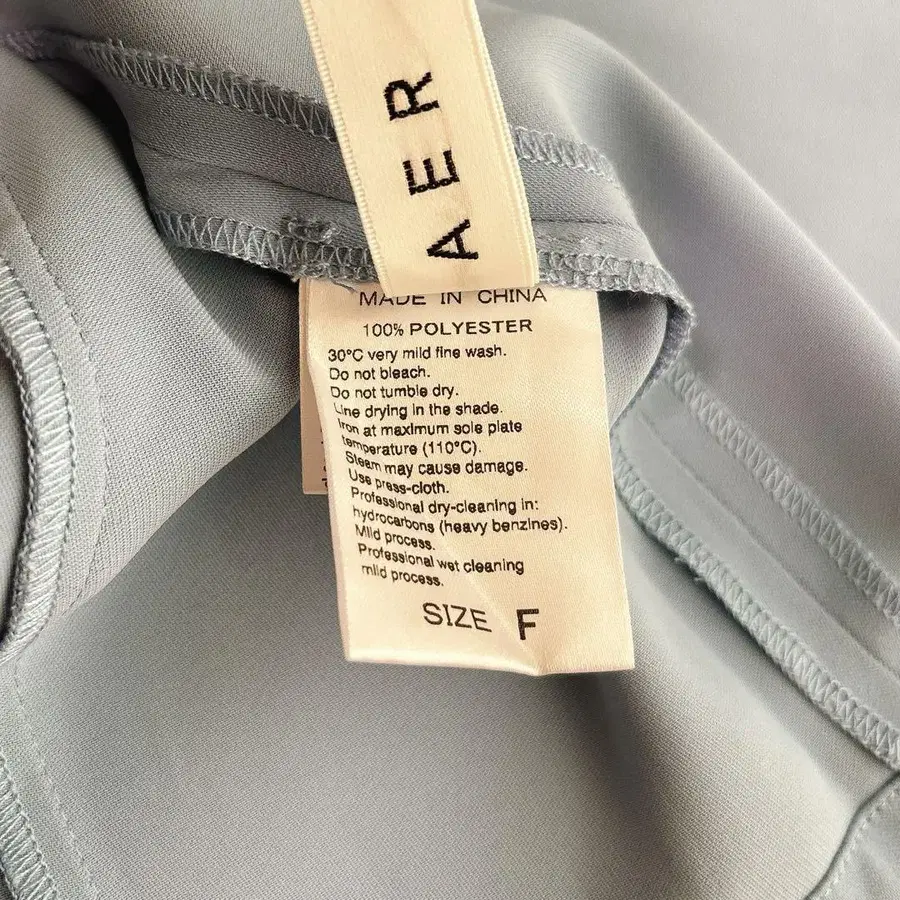 AER
MADE IN CHINA
100% POLYESTER
30°C very mild fine wash.
Do not bleach.
Do not tumble dry.
Line drying in the shade.
Iron at maximum sole plate
temperature (110°C).
Steam may cause damage.
Use press-cloth.
Professional dry-cleaning in:
hydrocarbons (heavy benzines).
Mild process.
Professional wet cleaning
mild process.
SIZE F